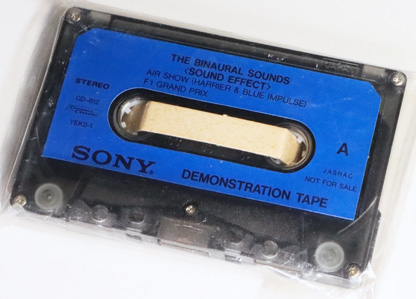 THE BINAURAL SOUNDS
〈SOUND EFFECT〉
AIR SHOW (HARRIER & BLUE IMPULSE)
F1 GRAND PRIX
STEREO
A
JASRAC
NOT FOR SALE
SONY®
DEMONSTRATION TAPE